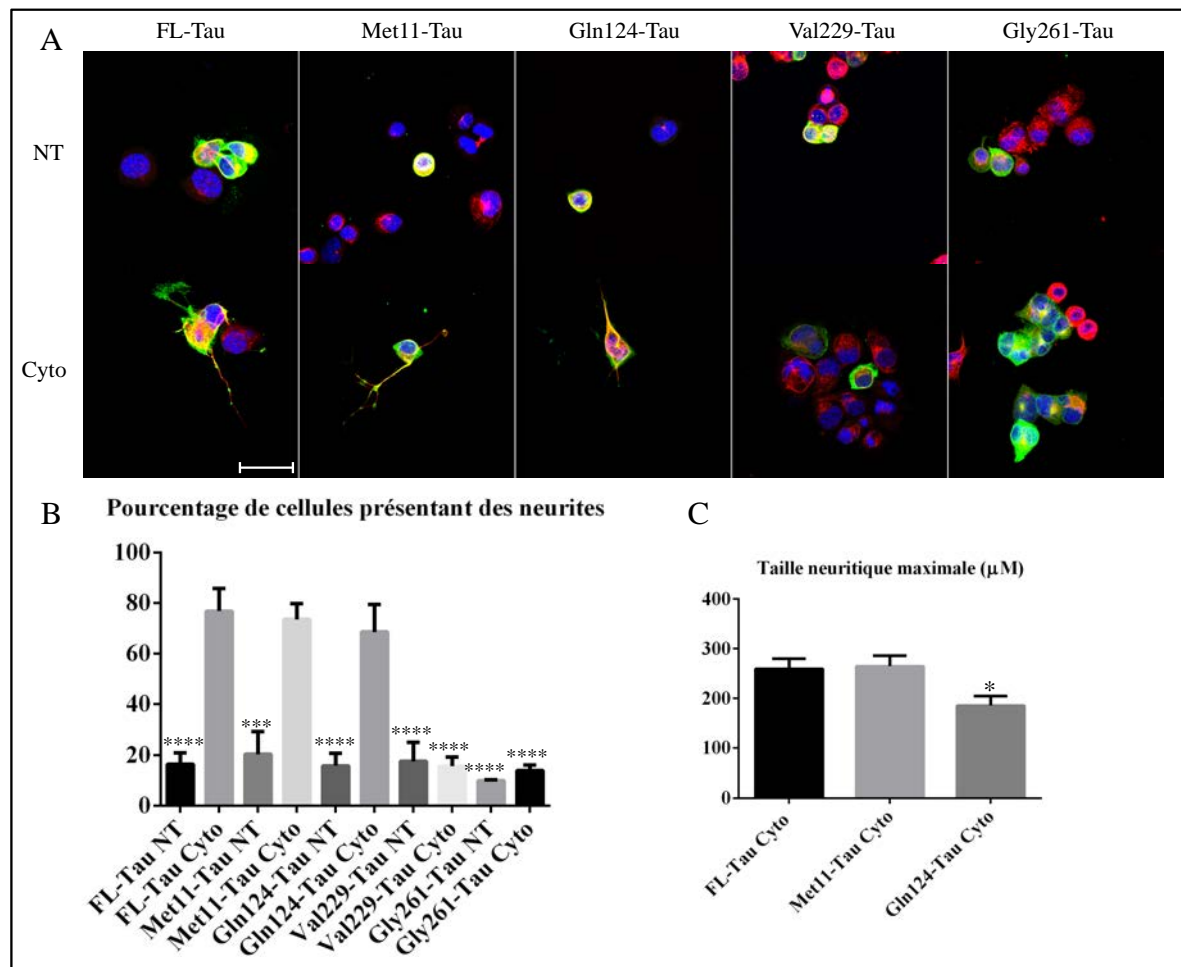 A
FL-Tau Met11-Tau Gln124-Tau Val229-Tau Gly261-Tau
NT
Cyto
B
Pourcentage de cellules présentant des neurites
100
80
60
40
20
0
**** *** **** **** **** **** ****
FL-Tau NT
FL-Tau Cyto
Met11-Tau NT
Met11-Tau Cyto
Gln124-Tau NT
Gln124-Tau Cyto
Val229-Tau NT
Val229-Tau Cyto
Gly261-Tau NT
Gly261-Tau Cyto
C
Taille neuritique maximale (μM)
400
300
200
100
0
*
FL-Tau Cyto
Met11-Tau Cyto
Gln124-Tau Cyto